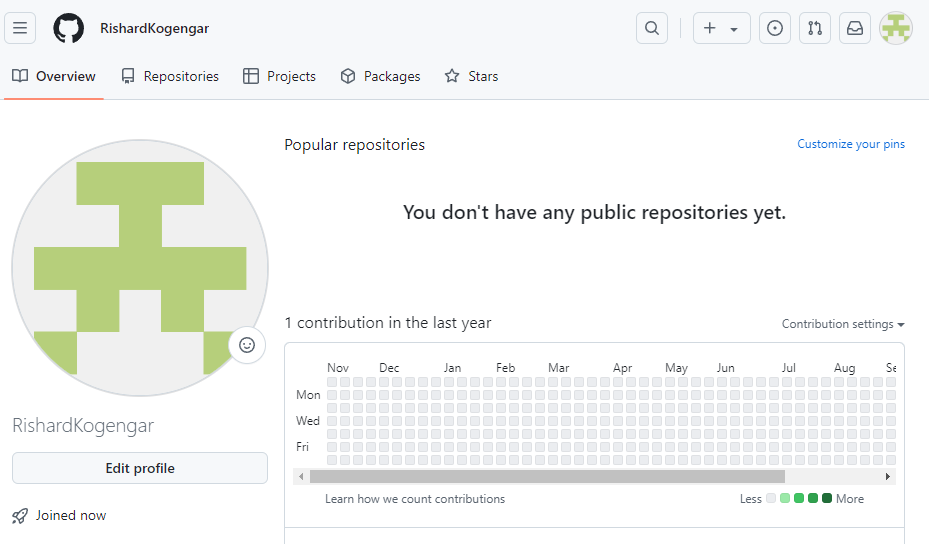 RishardKogengar
Overview Repositories Projects Packages Stars
Popular repositories Customize your pins
You don't have any public repositories yet.
1 contribution in the last year Contribution settings
Nov Dec Jan Feb Mar Apr May Jun Jul Aug
Mon
Wed
Fri
Learn how we count contributions Less More
RishardKogengar
Edit profile
Joined now